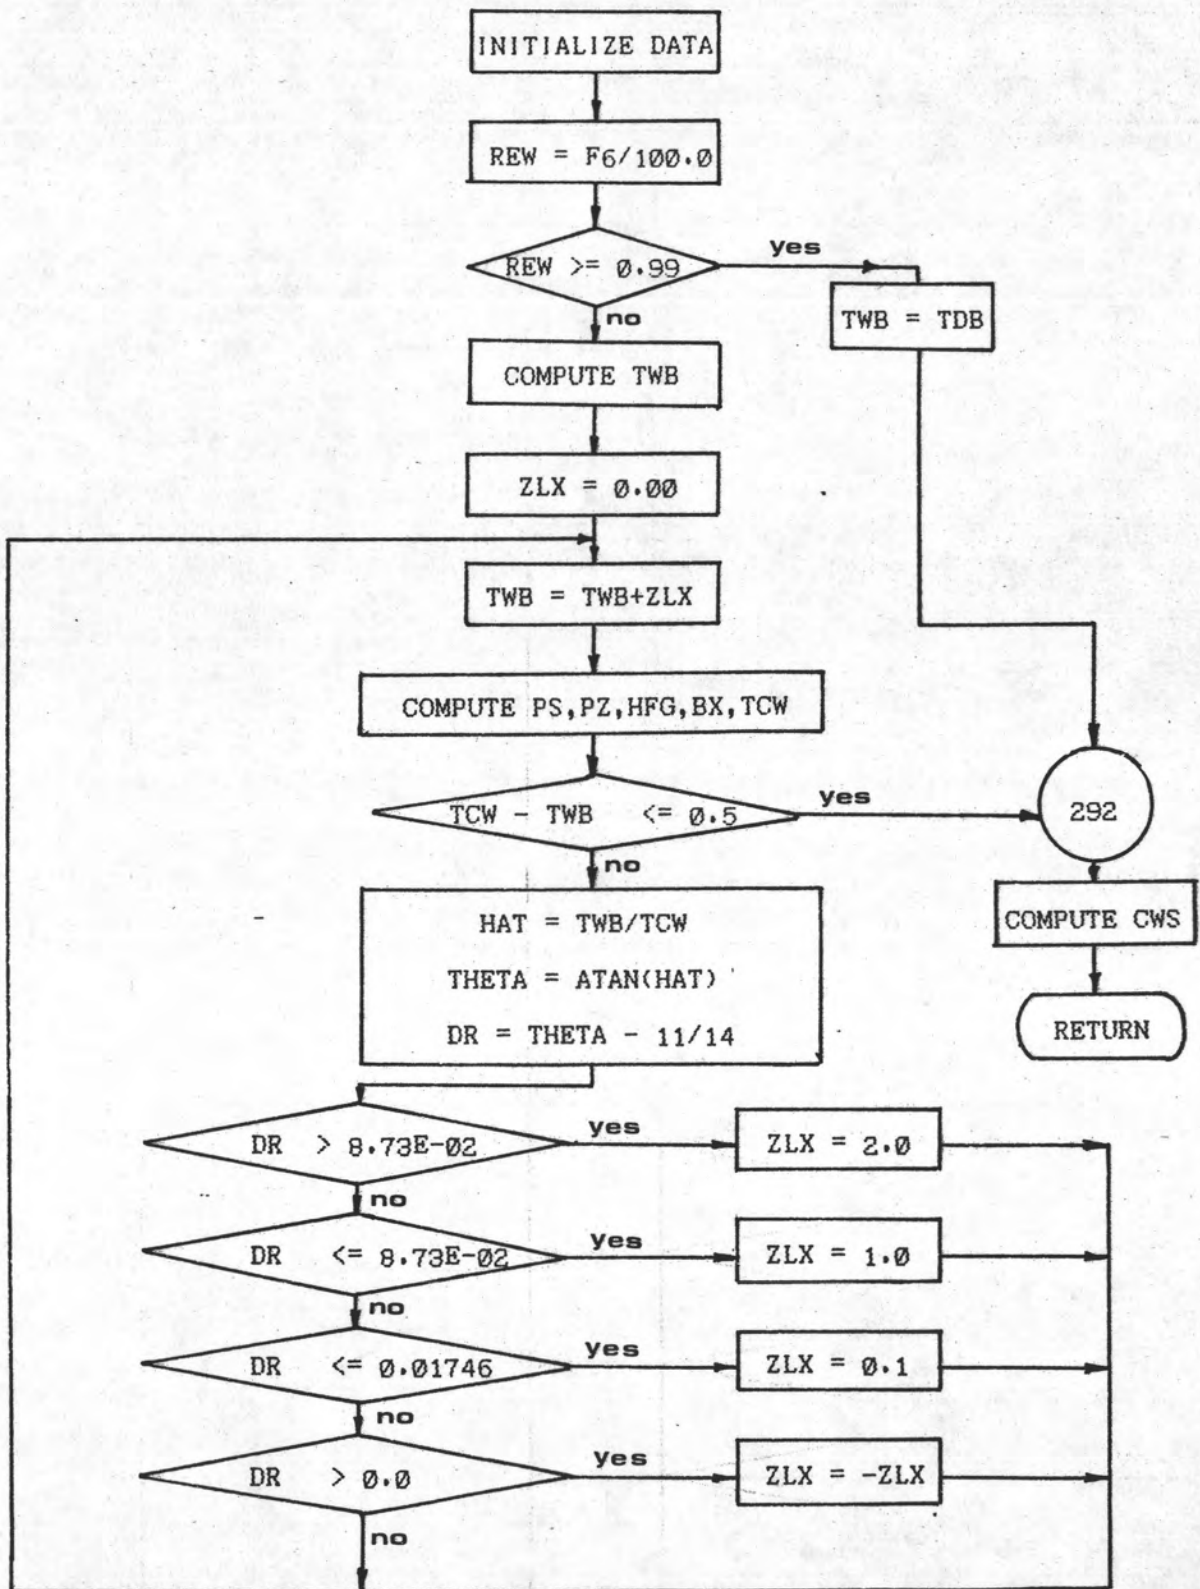 INITIALIZE DATA
REW = F6/100.0
REW >= 0.99
yes
no
TWB = TDB
COMPUTE TWB
ZLX = 0.00
TWB = TWB+ZLX
COMPUTE PS,PZ,HFG,BX,TCW
TCW - TWB <= 0.5
yes
292
no
HAT = TWB/TCW
THETA = ATAN(HAT)
DR = THETA - 11/14
COMPUTE CWS
RETURN
DR > 8.73E-02
yes
ZLX = 2.0
no
DR <= 8.73E-02
yes
ZLX = 1.0
no
DR <= 0.01746
yes
ZLX = 0.1
no
DR > 0.0
yes
ZLX = -ZLX
no